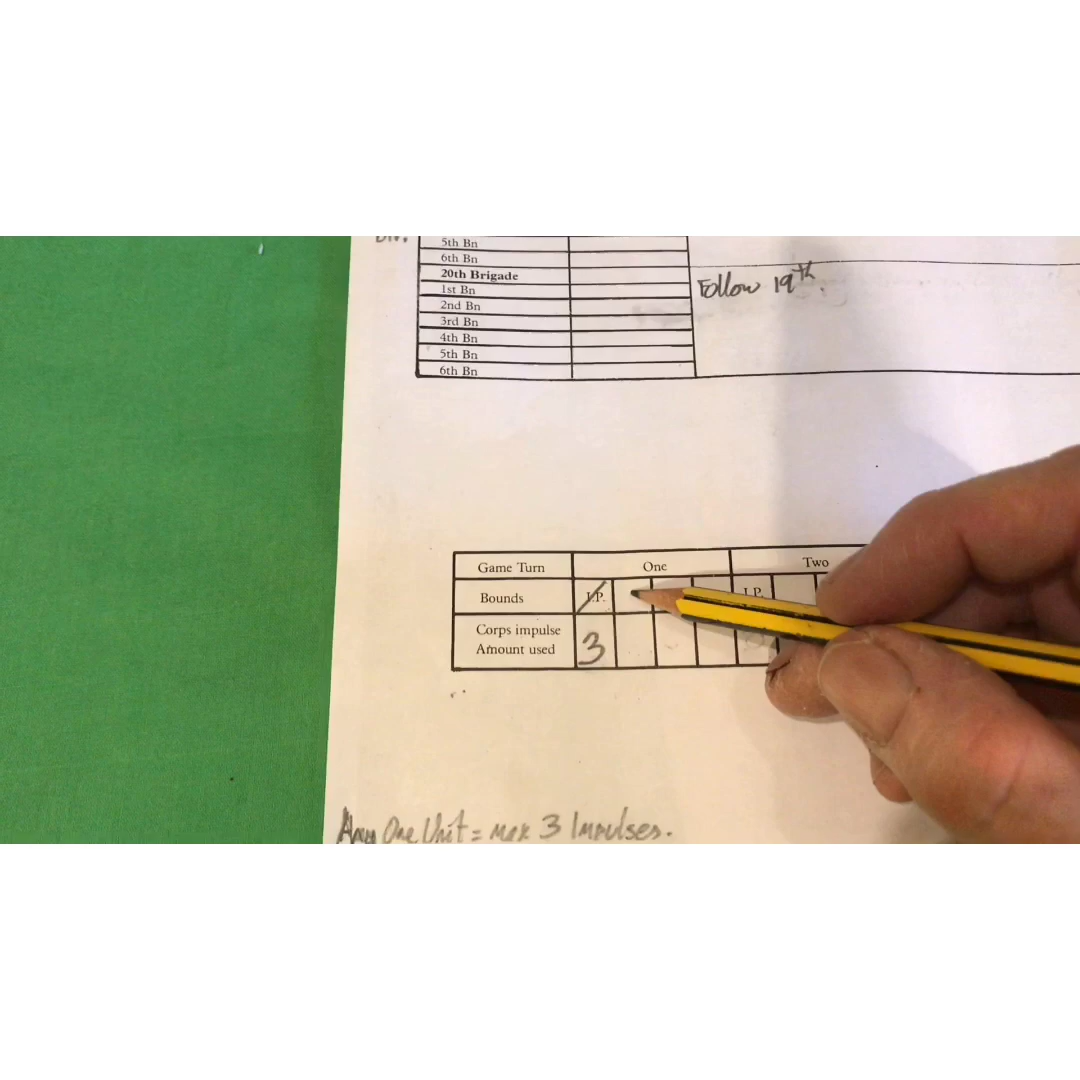 5th Bn
6th Bn
20th Brigade
1st Bn
2nd Bn
3rd Bn
4th Bn
5th Bn
6th Bn
Follow 19th.
Game Turn One Two
Bounds I.P. I.P.
Corps impulse
Amount used 3
Any One Unit = max 3 Impulses.